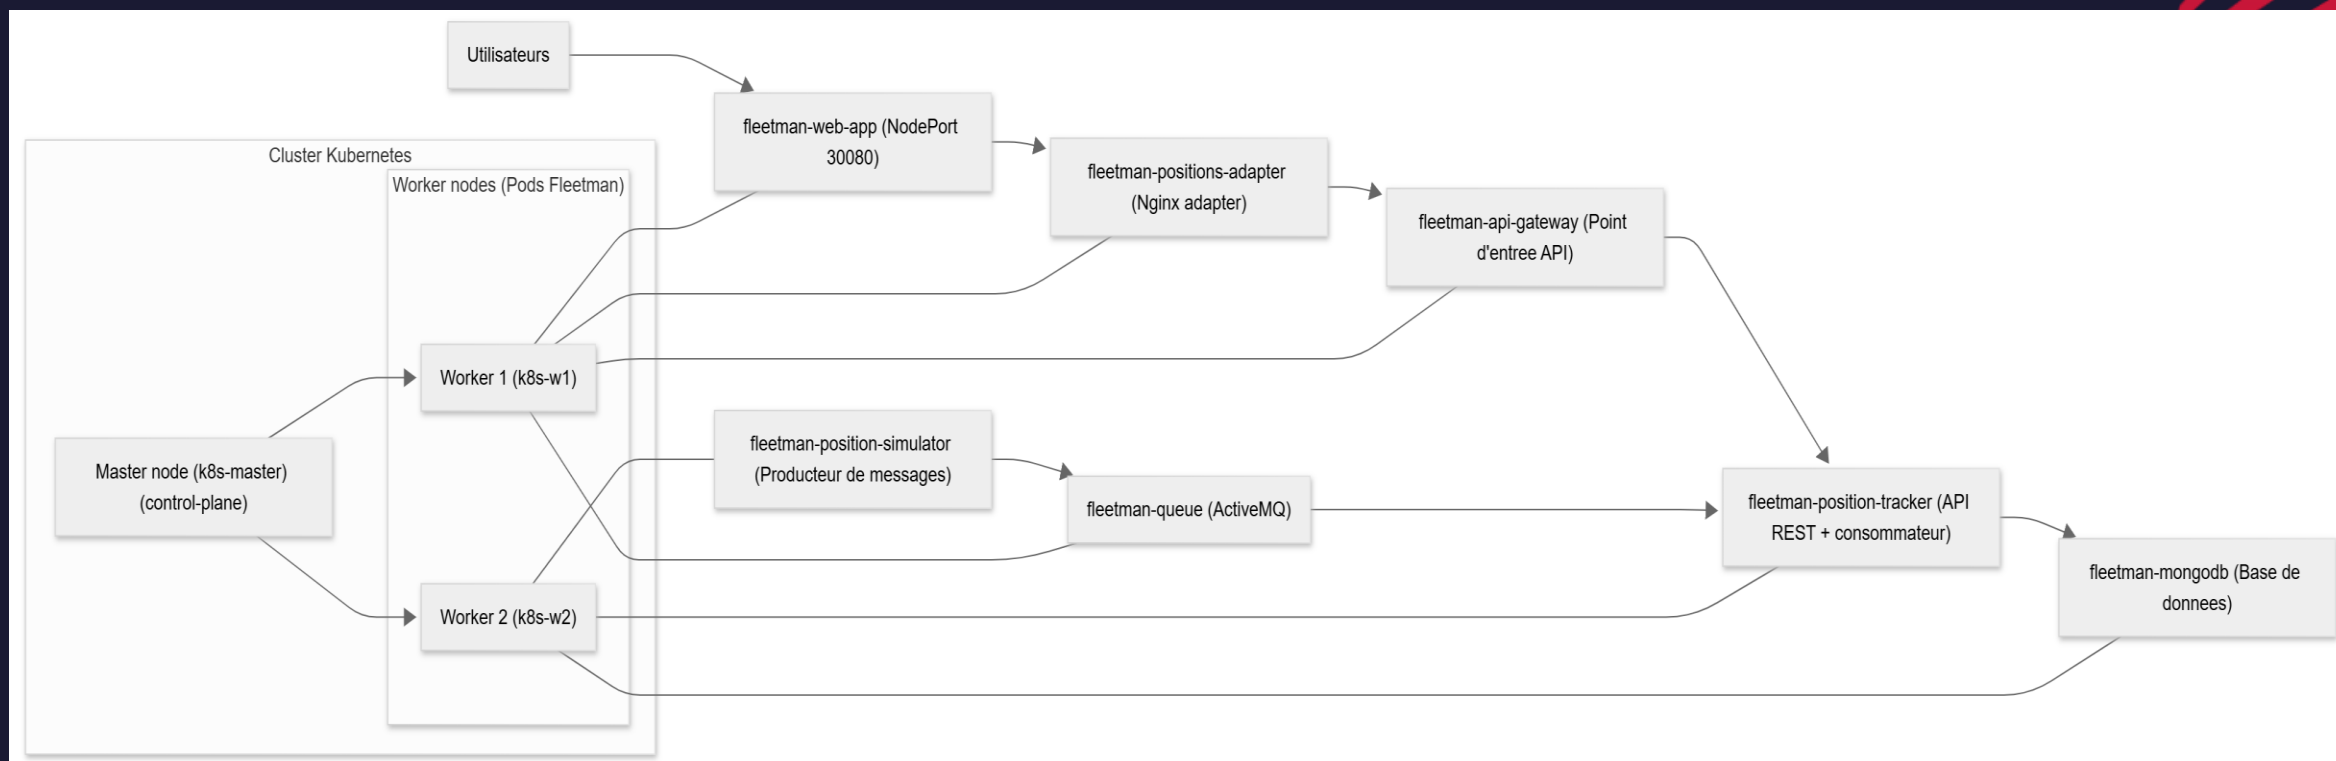 Utilisateurs
fleetman-web-app (NodePort
30080)
fleetman-positions-adapter
(Nginx adapter)
fleetman-api-gateway (Point
d'entree API)
Cluster Kubernetes
Worker nodes (Pods Fleetman)
Worker 1 (k8s-w1)
Master node (k8s-master)
(control-plane)
fleetman-position-simulator
(Producteur de messages)
fleetman-queue (ActiveMQ)
fleetman-position-tracker (API
REST + consommateur)
fleetman-mongodb (Base de
donnees)
Worker 2 (k8s-w2)